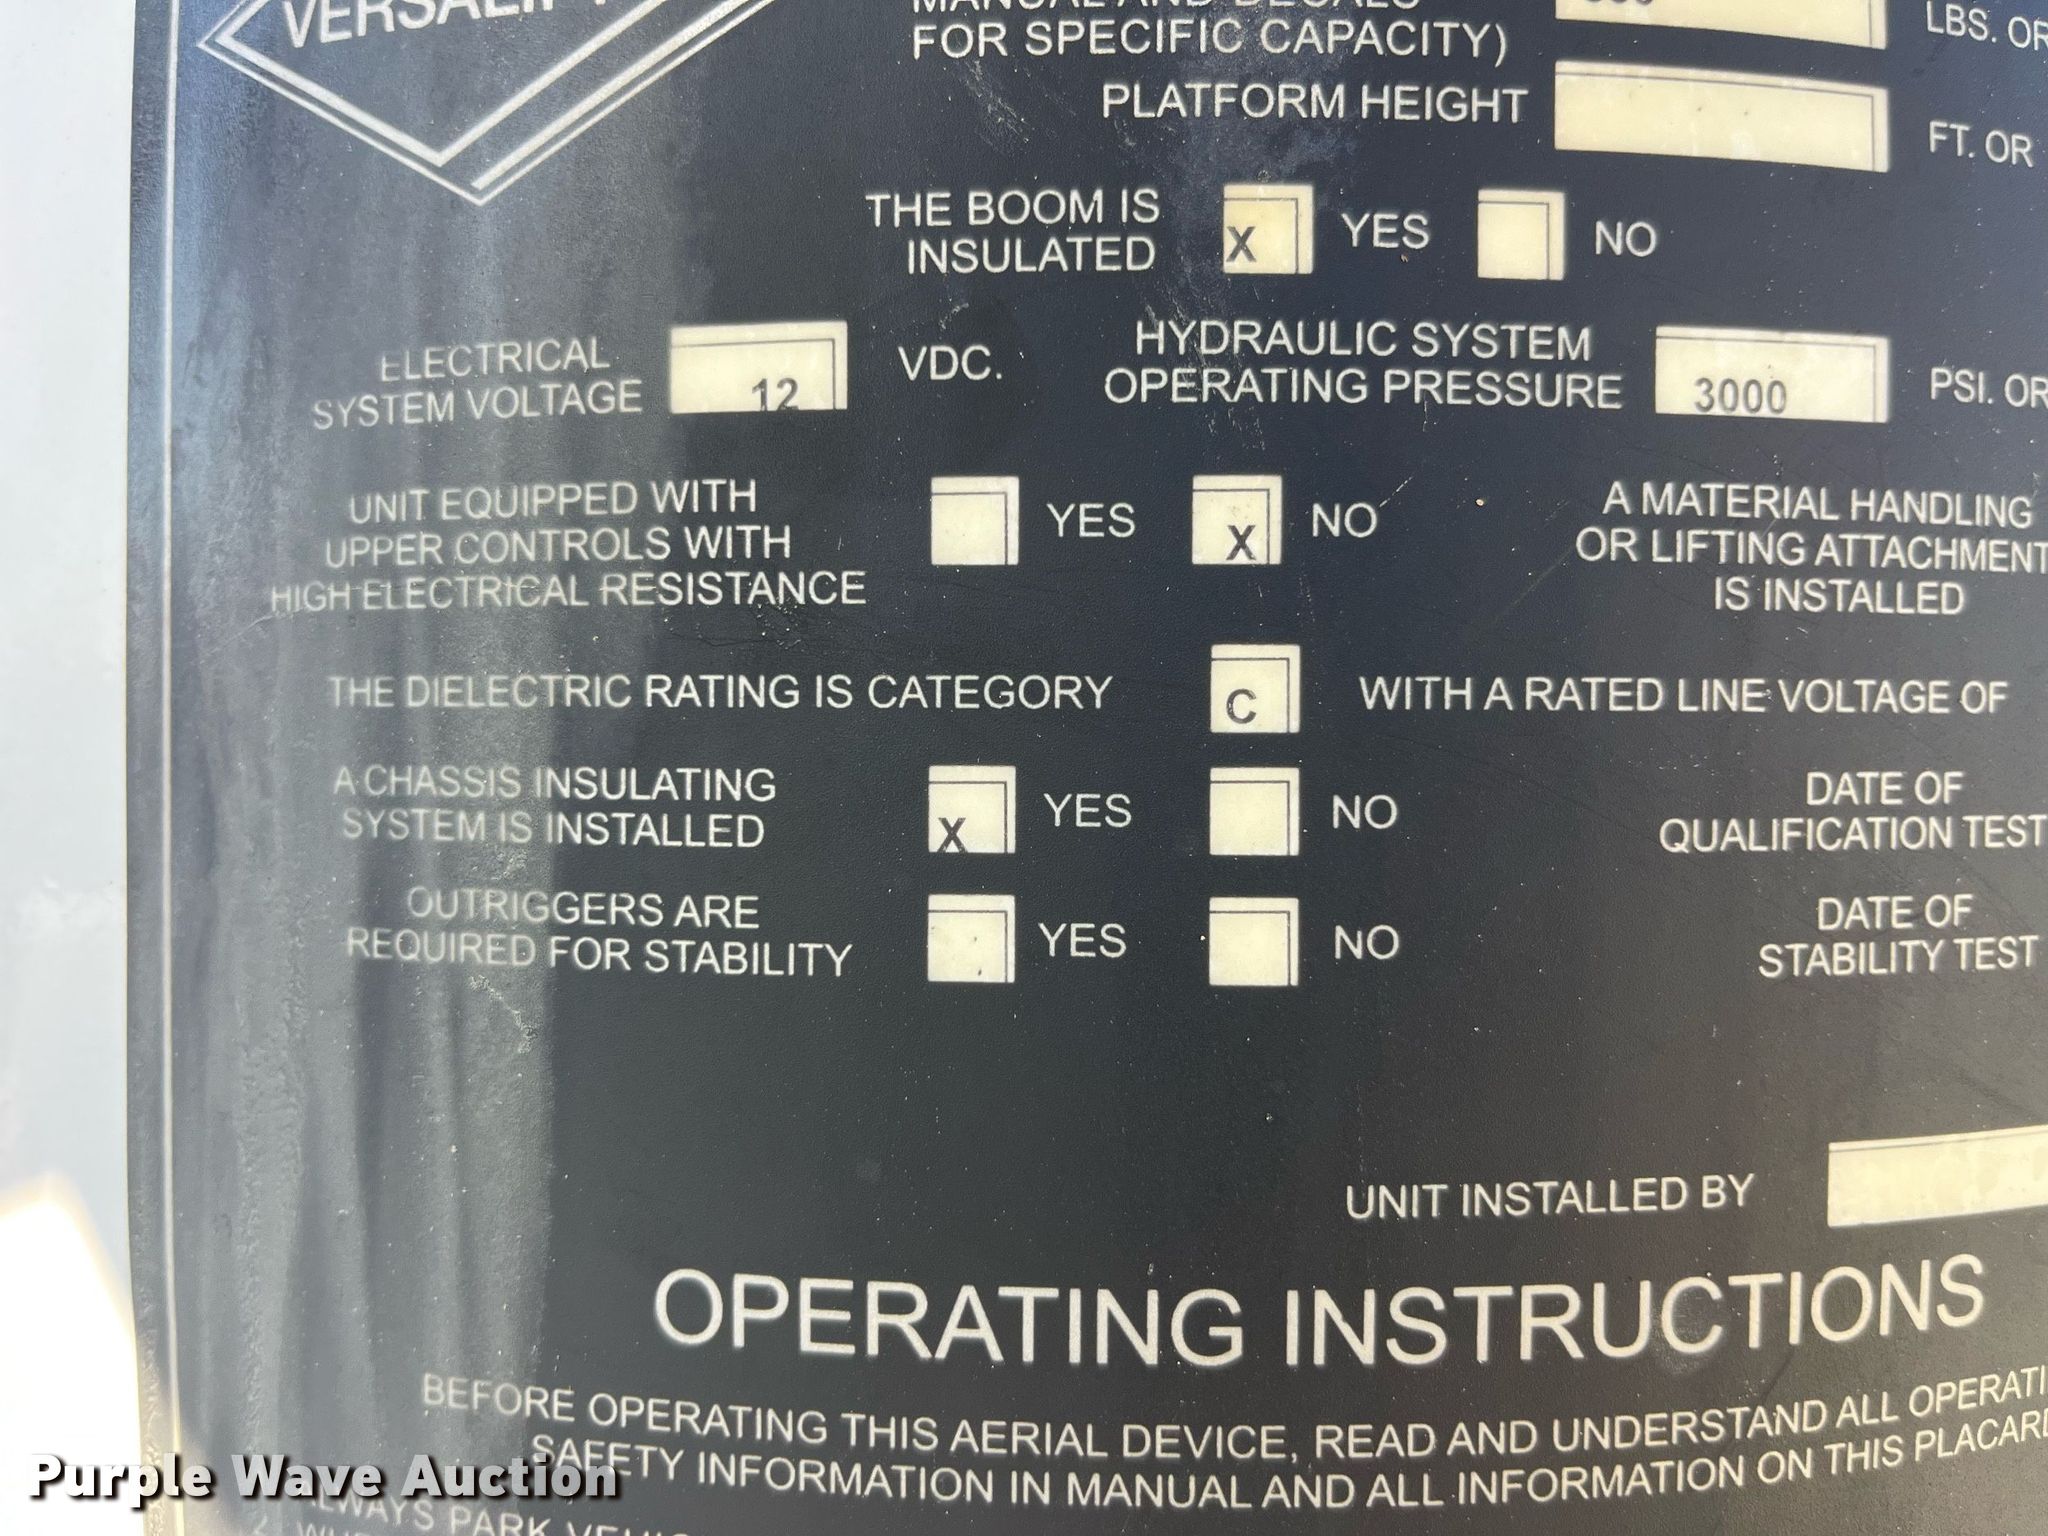 FOR SPECIFIC CAPACITY)
LBS. OR
PLATFORM HEIGHT
FT. OR
THE BOOM IS
INSULATED X YES NO
ELECTRICAL
SYSTEM VOLTAGE 12 VDC.
HYDRAULIC SYSTEM
OPERATING PRESSURE 3000 PSI. OR
UNIT EQUIPPED WITH
UPPER CONTROLS WITH
HIGH ELECTRICAL RESISTANCE
YES X NO
A MATERIAL HANDLING
OR LIFTING ATTACHMENT
IS INSTALLED
THE DIELECTRIC RATING IS CATEGORY C WITH A RATED LINE VOLTAGE OF
A CHASSIS INSULATING
SYSTEM IS INSTALLED
X YES NO
DATE OF
QUALIFICATION TEST
OUTRIGGERS ARE
REQUIRED FOR STABILITY
YES NO
DATE OF
STABILITY TEST
UNIT INSTALLED BY
OPERATING INSTRUCTIONS
BEFORE OPERATING THIS AERIAL DEVICE, READ AND UNDERSTAND ALL OPERATI
SAFETY INFORMATION IN MANUAL AND ALL INFORMATION ON THIS PLACARD
ALWAYS PARK
Purple Wave Auction